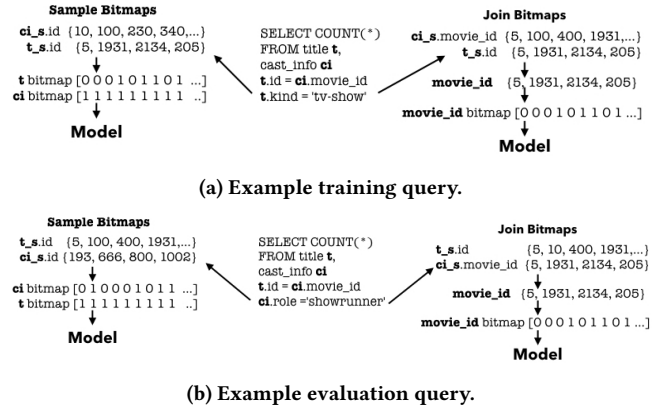 Sample Bitmaps
ci_s.id {10, 100, 230, 340,...}
t_s.id {5, 1931, 2134, 205}
t bitmap [0 0 0 1 0 1 1 0 1 ...]
ci bitmap [1 1 1 1 1 1 1 1 1 ..]
Model
SELECT COUNT(*)
FROM title t,
cast_info ci
t.id = ci.movie_id
t.kind = 'tv-show'
Join Bitmaps
ci_s.movie_id {5, 100, 400, 1931,...}
t_s.id {5, 1931, 2134, 205}
movie_id {5, 1931, 2134, 205}
movie_id bitmap [0 0 0 1 0 1 1 0 1 ...]
Model
(a) Example training query.
Sample Bitmaps
t_s.id {5, 100, 400, 1931,...}
ci_s.id {193, 666, 800, 1002}
ci bitmap [0 1 0 0 0 1 0 1 1 ...]
t bitmap [1 1 1 1 1 1 1 1 1 ..]
Model
SELECT COUNT(*)
FROM title t,
cast_info ci
t.id = ci.movie_id
ci.role ='showrunner'
Join Bitmaps
t_s.id {5, 10, 400, 1931,...}
ci_s.movie_id {5, 1931, 2134, 205}
movie_id {5, 1931, 2134, 205}
movie_id bitmap [0 0 0 1 0 1 1 0 1 ...]
Model
(b) Example evaluation query.